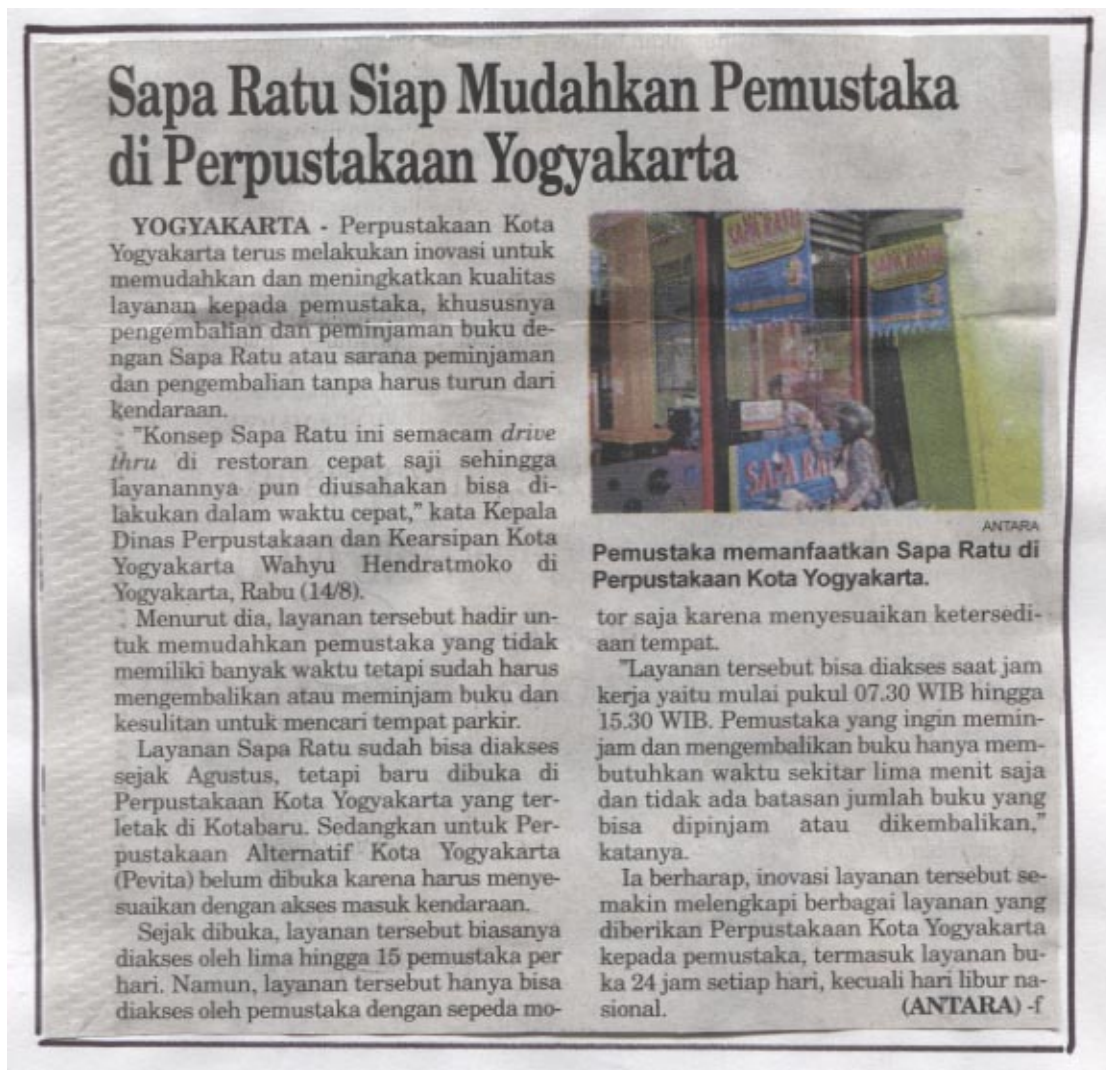 Sapa Ratu Siap Mudahkan Pemustaka
di Perpustakaan Yogyakarta
YOGYAKARTA - Perpustakaan Kota
Yogyakarta terus melakukan inovasi untuk
memudahkan dan meningkatkan kualitas
layanan kepada pemustaka, khususnya
pengembalian dan peminjaman buku de-
ngan Sapa Ratu atau sarana peminjaman
dan pengembalian tanpa harus turun dari
kendaraan.
"Konsep Sapa Ratu ini semacam drive
thru di restoran cepat saji sehingga
layanannya pun diusahakan bisa di-
lakukan dalam waktu cepat," kata Kepala
Dinas Perpustakaan dan Kearsipan Kota
Yogyakarta Wahyu Hendratmoko di
Yogyakarta, Rabu (14/8).
Menurut dia, layanan tersebut hadir un-
tuk memudahkan pemustaka yang tidak
memiliki banyak waktu tetapi sudah harus
mengembalikan atau meminjam buku dan
kesulitan untuk mencari tempat parkir.
Layanan Sapa Ratu sudah bisa diakses
sejak Agustus, tetapi baru dibuka di
Perpustakaan Kota Yogyakarta yang ter-
letak di Kotabaru. Sedangkan untuk Per-
pustakaan Alternatif Kota Yogyakarta
(Pevita) belum dibuka karena harus menye-
suaikan dengan akses masuk kendaraan.
Sejak dibuka, layanan tersebut biasanya
diakses oleh lima hingga 15 pemustaka per
hari. Namun, layanan tersebut hanya bisa
diakses oleh pemustaka dengan sepeda mo-
SAPA RATU
SAPA RATU
SAPA RA
ANTARA
Pemustaka memanfaatkan Sapa Ratu di
Perpustakaan Kota Yogyakarta.
tor saja karena menyesuaikan ketersedi-
aan tempat.
"Layanan tersebut bisa diakses saat jam
kerja yaitu mulai pukul 07.30 WIB hingga
15.30 WIB. Pemustaka yang ingin memin-
jam dan mengembalikan buku hanya mem-
butuhkan waktu sekitar lima menit saja
dan tidak ada batasan jumlah buku yang
bisa dipinjam atau dikembalikan,"
katanya.
Ia berharap, inovasi layanan tersebut se-
makin melengkapi berbagai layanan yang
diberikan Perpustakaan Kota Yogyakarta
kepada pemustaka, termasuk layanan bu-
ka 24 jam setiap hari, kecuali hari libur na-
sional. (ANTARA) -f